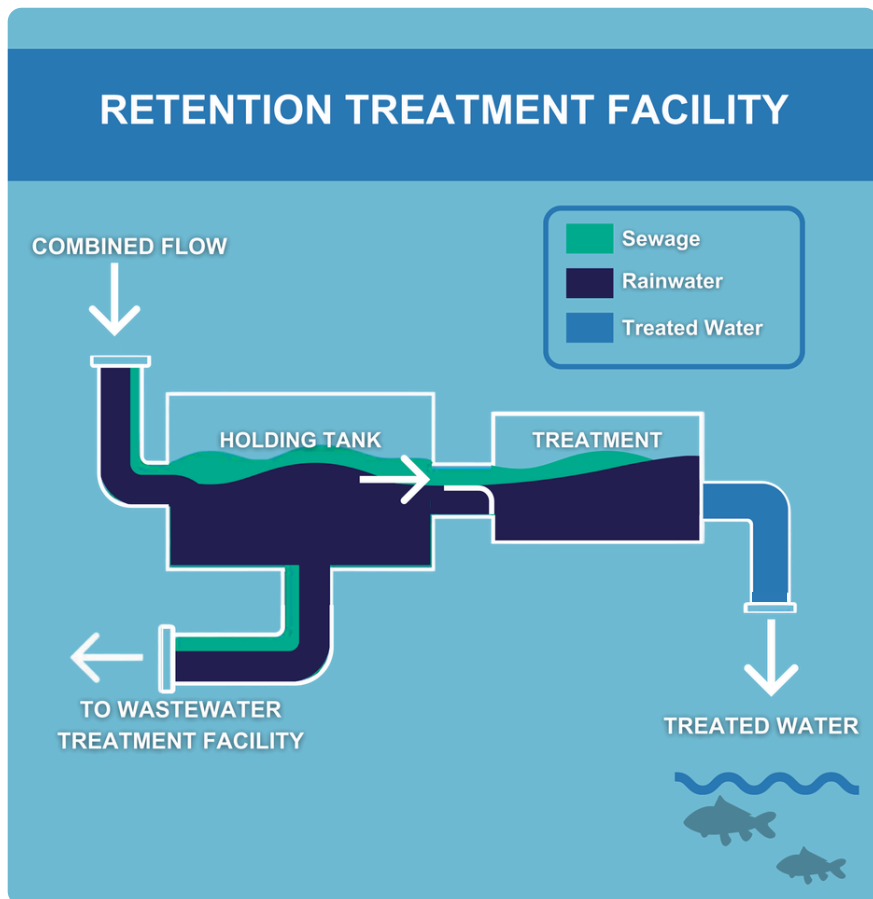 RETENTION TREATMENT FACILITY
COMBINED FLOW
Sewage
Rainwater
Treated Water
HOLDING TANK
TREATMENT
TO WASTEWATER
TREATMENT FACILITY
TREATED WATER